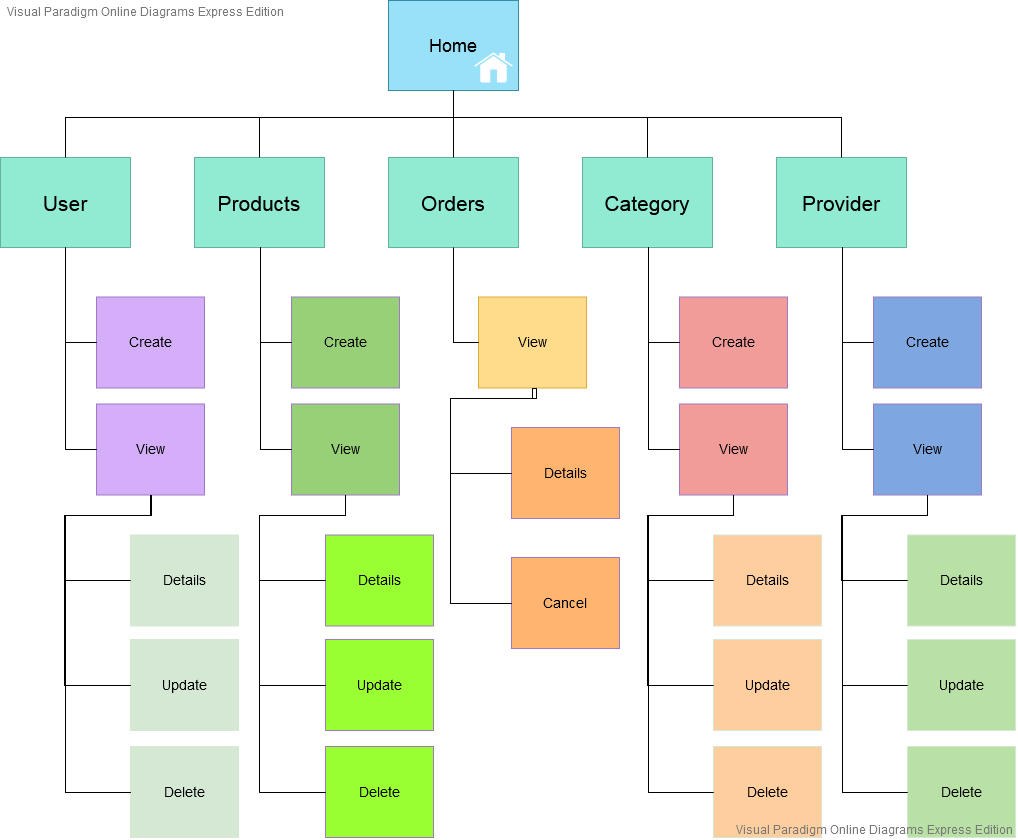 Visual Paradigm Online Diagrams Express Edition
Home
User
Products
Orders
Category
Provider
Create
Create
View
Create
Create
View
View
View
View
Details
Cancel
Details
Details
Details
Details
Update
Update
Update
Update
Delete
Delete
Delete
Delete
Visual Paradigm Online Diagrams Express Edition